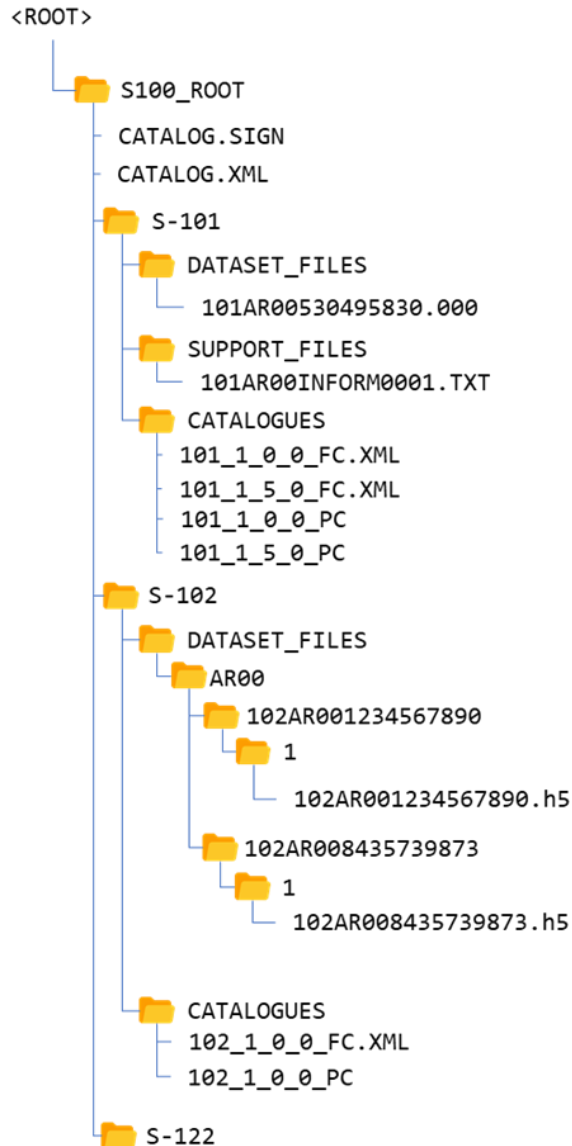 <ROOT>
S100_ROOT
CATALOG.SIGN
CATALOG.XML
S-101
DATASET_FILES
101AR00530495830.000
SUPPORT_FILES
101AR00INFORM0001.TXT
CATALOGUES
101_1_0_0_FC.XML
101_1_5_0_FC.XML
101_1_0_0_PC
101_1_5_0_PC
S-102
DATASET_FILES
AR00
102AR001234567890
1
102AR001234567890.h5
102AR008435739873
1
102AR008435739873.h5
CATALOGUES
102_1_0_0_FC.XML
102_1_0_0_PC
S-122